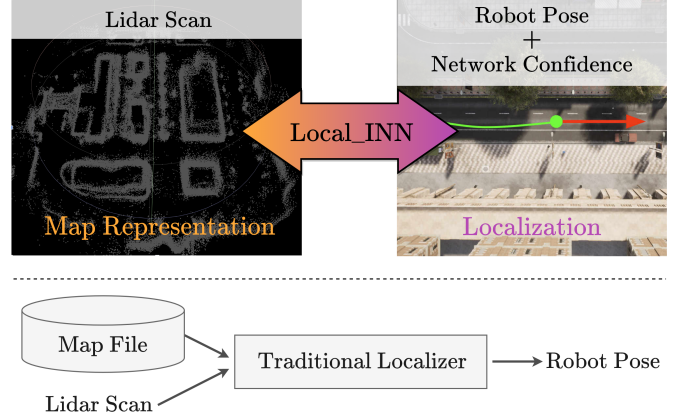 Lidar Scan
Robot Pose
+
Network Confidence
Local_INN
Map Representation
Localization
Map File
Traditional Localizer
Robot Pose
Lidar Scan